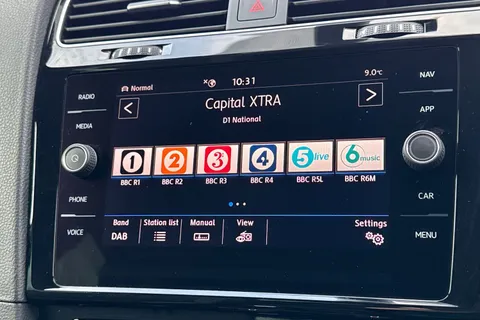 RADIO
MEDIA
PHONE
VOICE
NAV
APP
CAR
MENU
Normal 10:31 9.0°C
< Capital XTRA >
D1 National
1 2 3 4 5 live 6 music
BBC R1 BBC R2 BBC R3 BBC R4 BBC R5L BBC R6M
Band Station list Manual View Settings
DAB